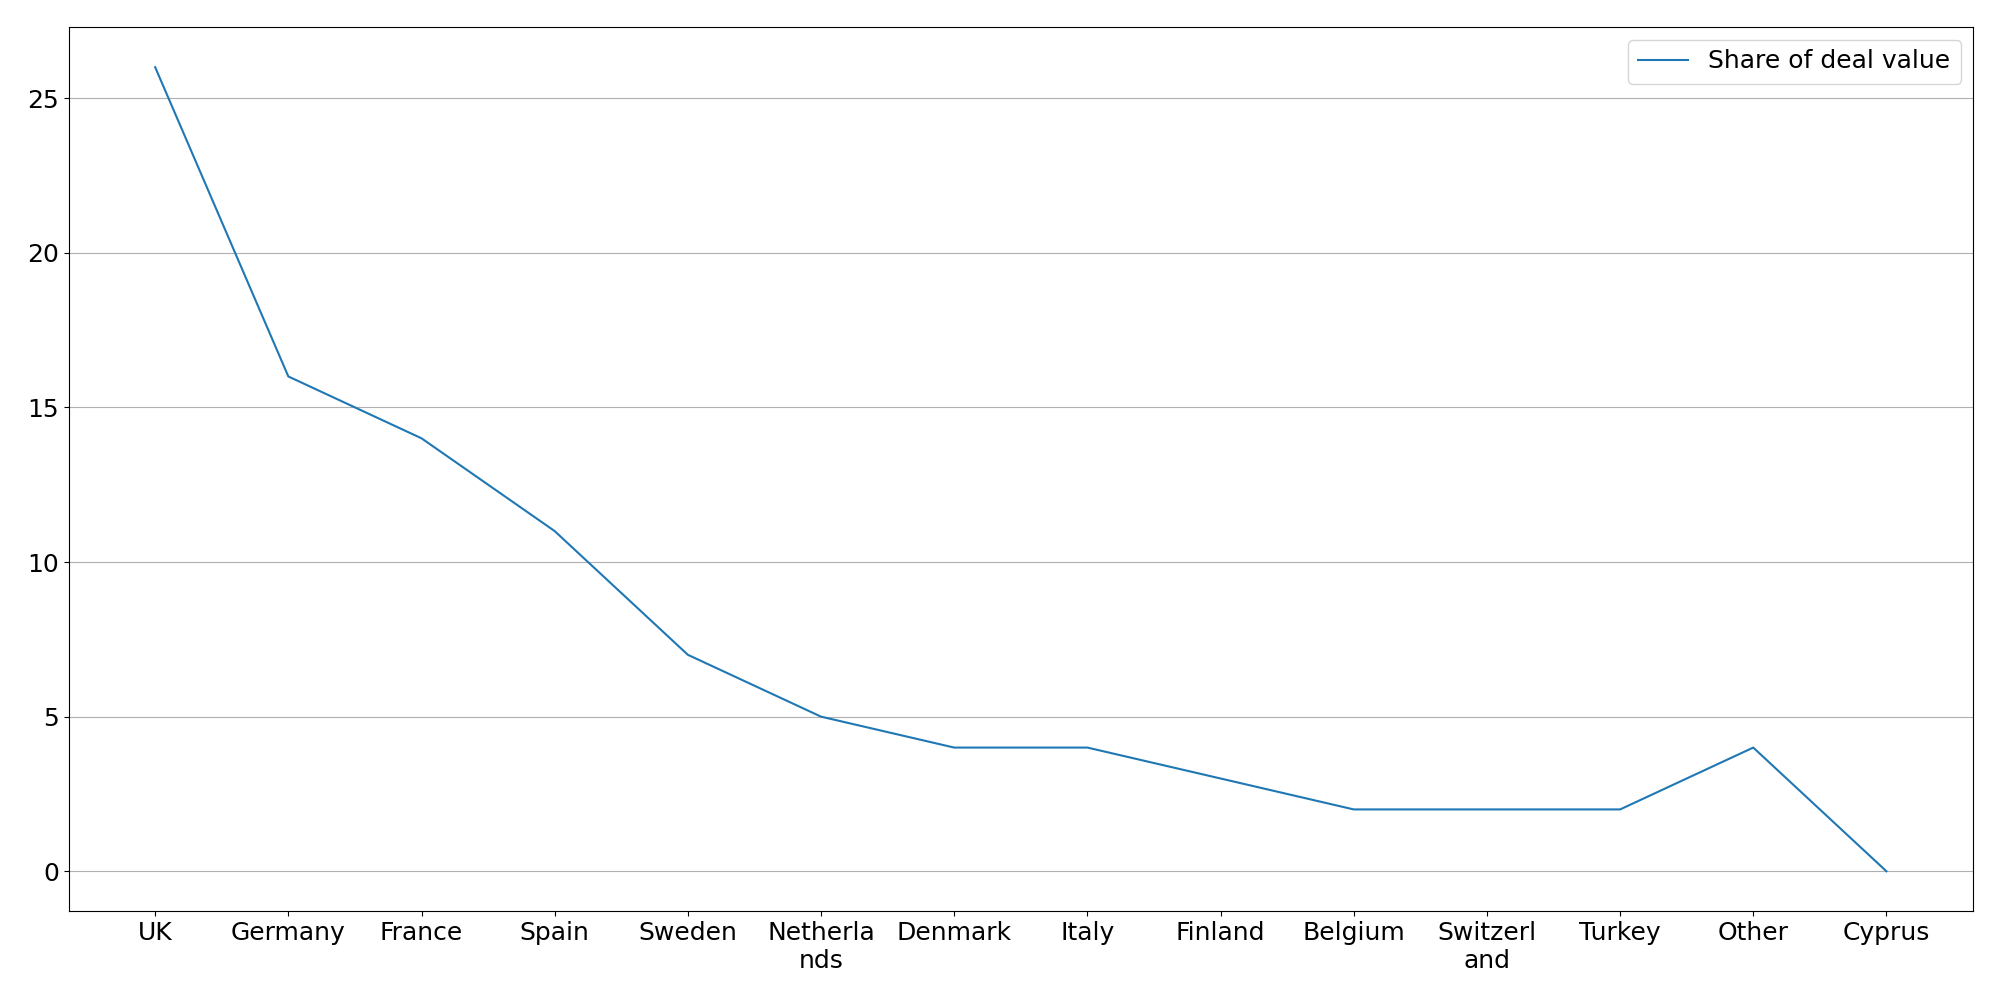 Share of deal value
25
20
15
10
5
0
UK
Germany
France
Spain
Sweden
Netherla
nds
Denmark
Italy
Finland
Belgium
Switzerl
and
Turkey
Other
Cyprus